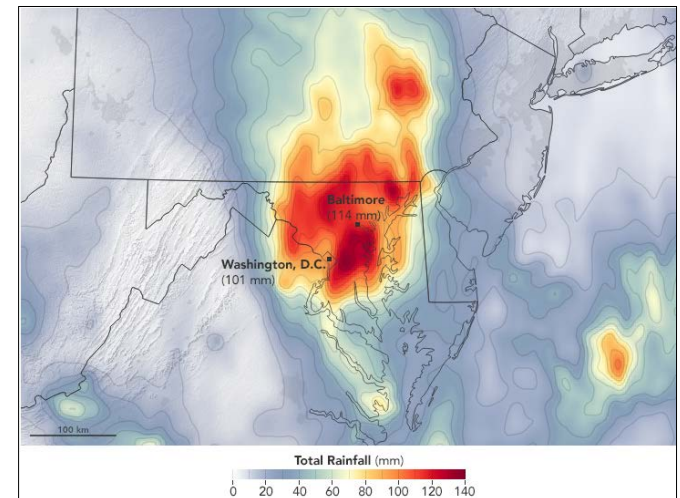 Baltimore
(114 mm)
Washington, D.C.
(101 mm)
100 km
Total Rainfall (mm)
0 20 40 60 80 100 120 140